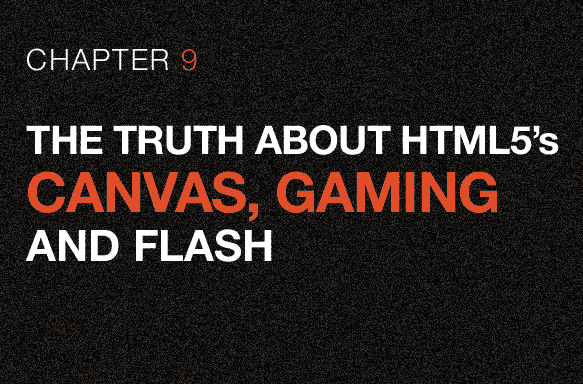 CHAPTER 9
THE TRUTH ABOUT HTML5’s
CANVAS, GAMING
AND FLASH